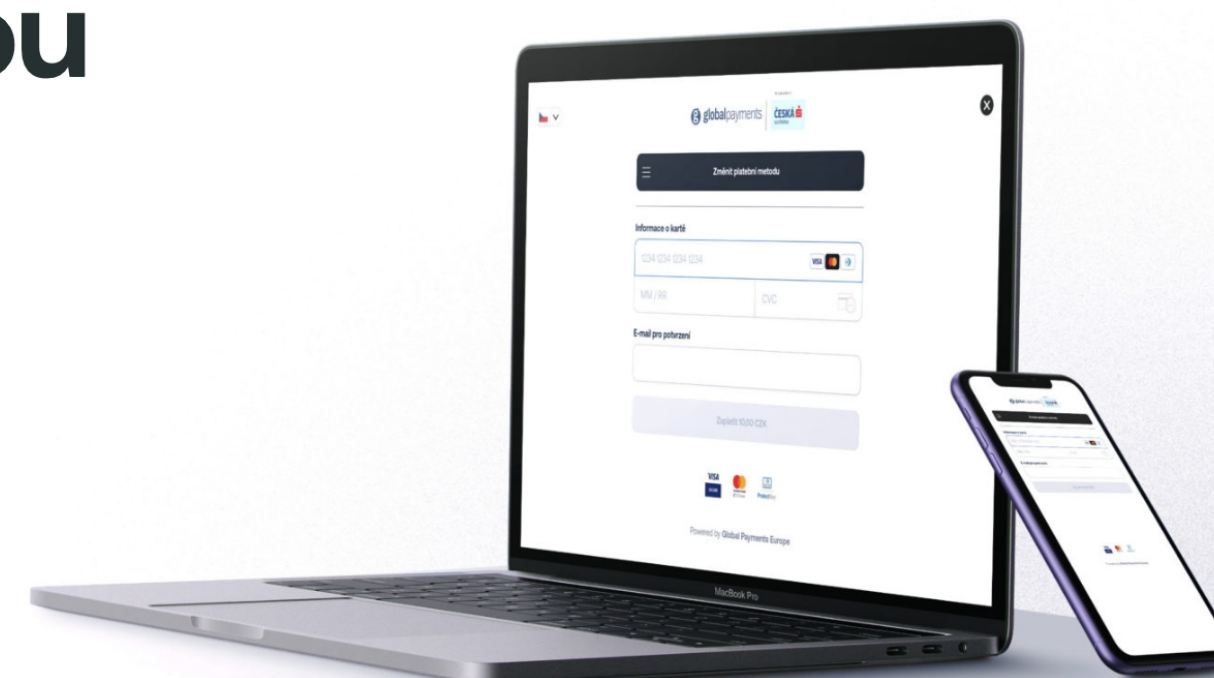 ou
globalpayments
ČESKÁ
Změnit platební metodu
Informace o kartě
1234 1234 1234 1234
VISA
MM / RR
CVC
E-mail pro potvrzení
Zaplatit 10,00 CZK
VISA
Powered by Global Payments Europe
MacBook Pro